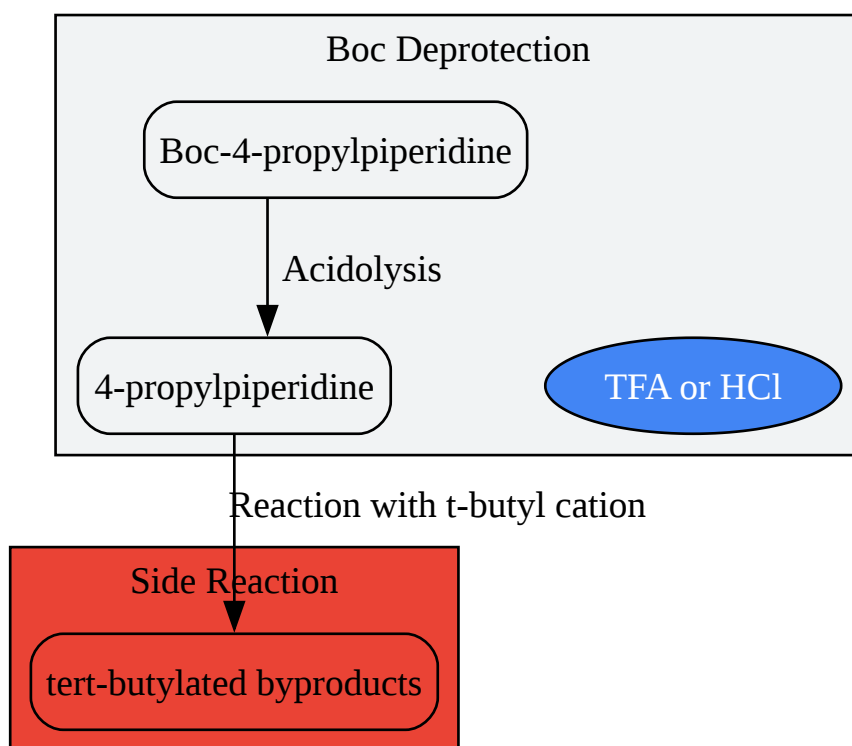 Boc Deprotection
Boc-4-propylpiperidine
Acidolysis
4-propylpiperidine
TFA or HCl
Reaction with t-butyl cation
Side Reaction
tert-butylated byproducts